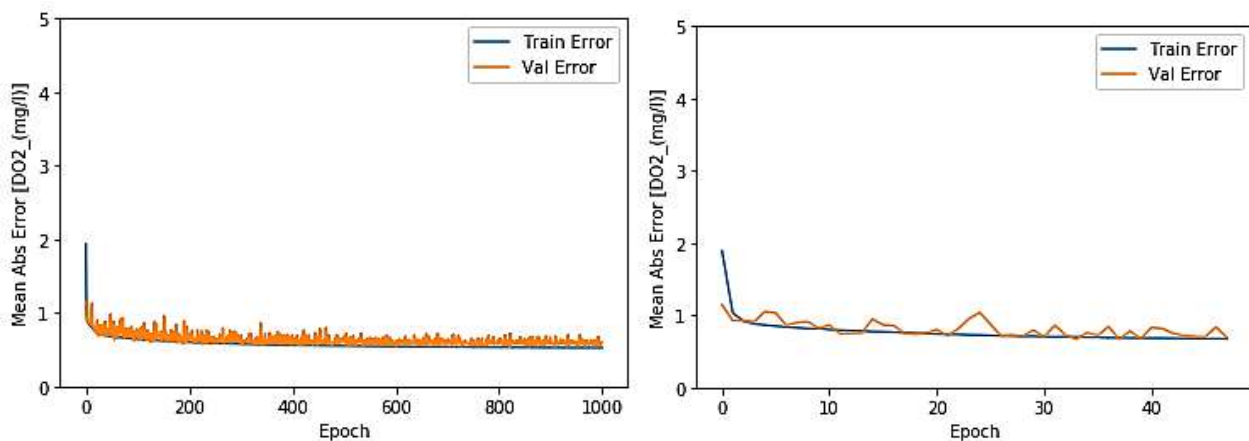 Mean Abs Error [DO2_(mg/l)]
5
4
3
2
1
0
Train Error
Val Error
0 200 400 600 800 1000
Epoch
Mean Abs Error [DO2_(mg/l)]
5
4
3
2
1
0
Train Error
Val Error
0 10 20 30 40
Epoch